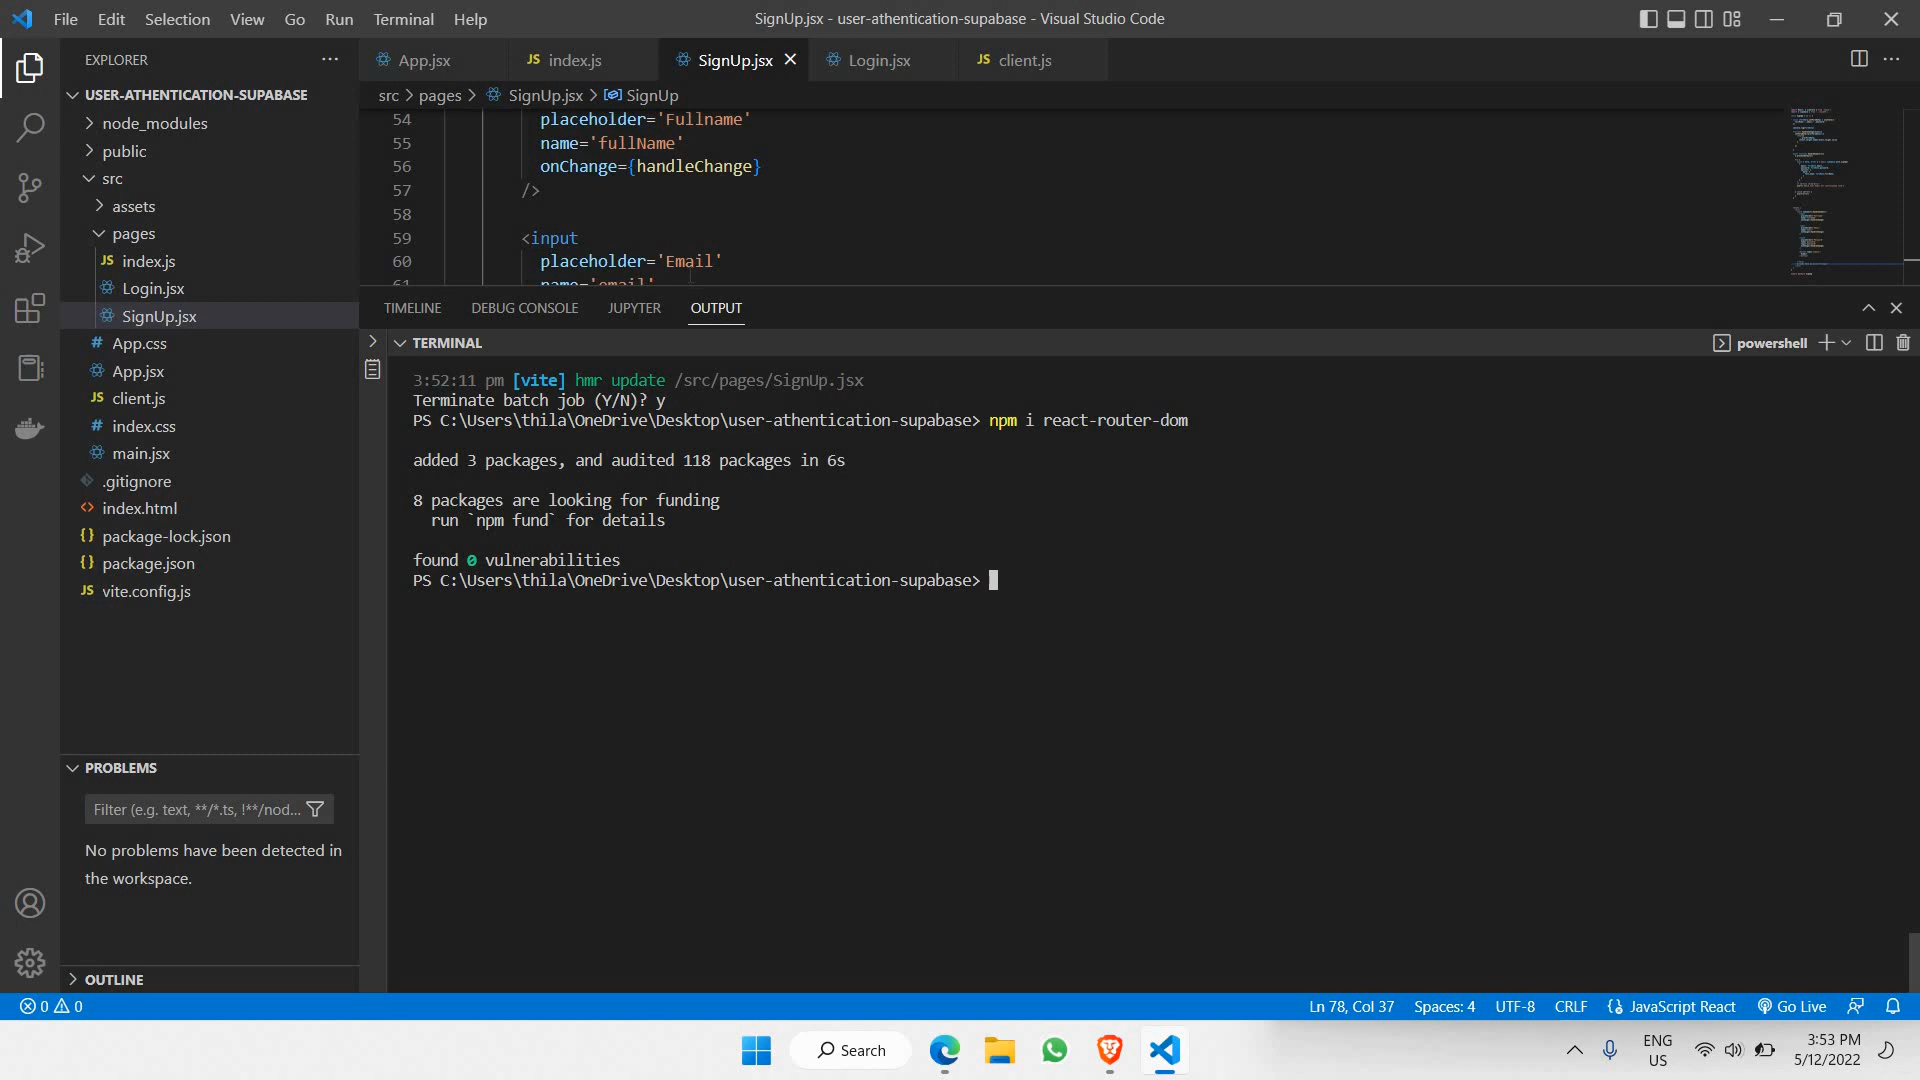 File Edit Selection View Go Run Terminal Help
SignUp.jsx - user-athentication-supabase - Visual Studio Code
EXPLORER
USER-ATHENTICATION-SUPABASE
node_modules
public
src
assets
pages
JS index.js
Login.jsx
SignUp.jsx
# App.css
App.jsx
JS client.js
# index.css
main.jsx
.gitignore
<> index.html
{} package-lock.json
{} package.json
JS vite.config.js
PROBLEMS
Filter (e.g. text, **/*.ts, !**/nod...
No problems have been detected in
the workspace.
OUTLINE
App.jsx JS index.js SignUp.jsx Login.jsx JS client.js
src > pages > SignUp.jsx > SignUp
54 placeholder='Fullname'
55 name='fullName'
56 onChange={handleChange}
57 />
58
59 <input
60 placeholder='Email'
61 name='email'
TIMELINE DEBUG CONSOLE JUPYTER OUTPUT
TERMINAL
powershell
3:52:11 pm [vite] hmr update /src/pages/SignUp.jsx
Terminate batch job (Y/N)? y
PS C:\Users\thila\OneDrive\Desktop\user-athentication-supabase> npm i react-router-dom
added 3 packages, and audited 118 packages in 6s
8 packages are looking for funding
run `npm fund` for details
found 0 vulnerabilities
PS C:\Users\thila\OneDrive\Desktop\user-athentication-supabase>
0 0
Ln 78, Col 37 Spaces: 4 UTF-8 CRLF JavaScript React Go Live
Search
ENG
US
3:53 PM
5/12/2022